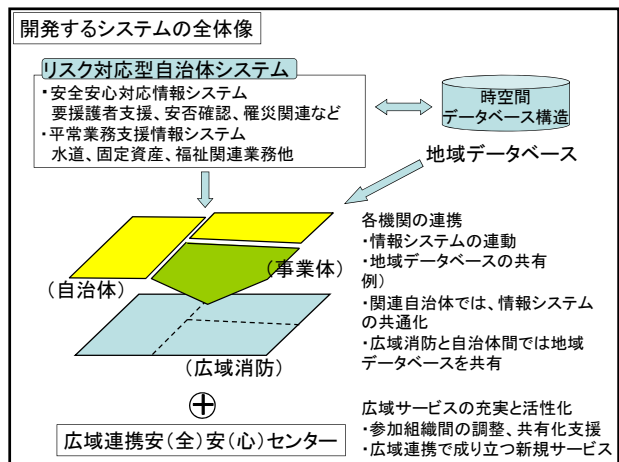 開発するシステムの全体像
リスク対応型自治体システム
・安全安心対応情報システム
要援護者支援、安否確認、罹災関連など
・平常業務支援情報システム
水道、固定資産、福祉関連業務他
時空間
データベース構造
地域データベース
各機関の連携
・情報システムの連動
・地域データベースの共有
例)
・関連自治体では、情報システム
の共通化
・広域消防と自治体間では地域
データベースを共有
(事業体)
(自治体)
(広域消防)
広域連携安(全)安(心)センター
広域サービスの充実と活性化
・参加組織間の調整、共有化支援
・広域連携で成り立つ新規サービス